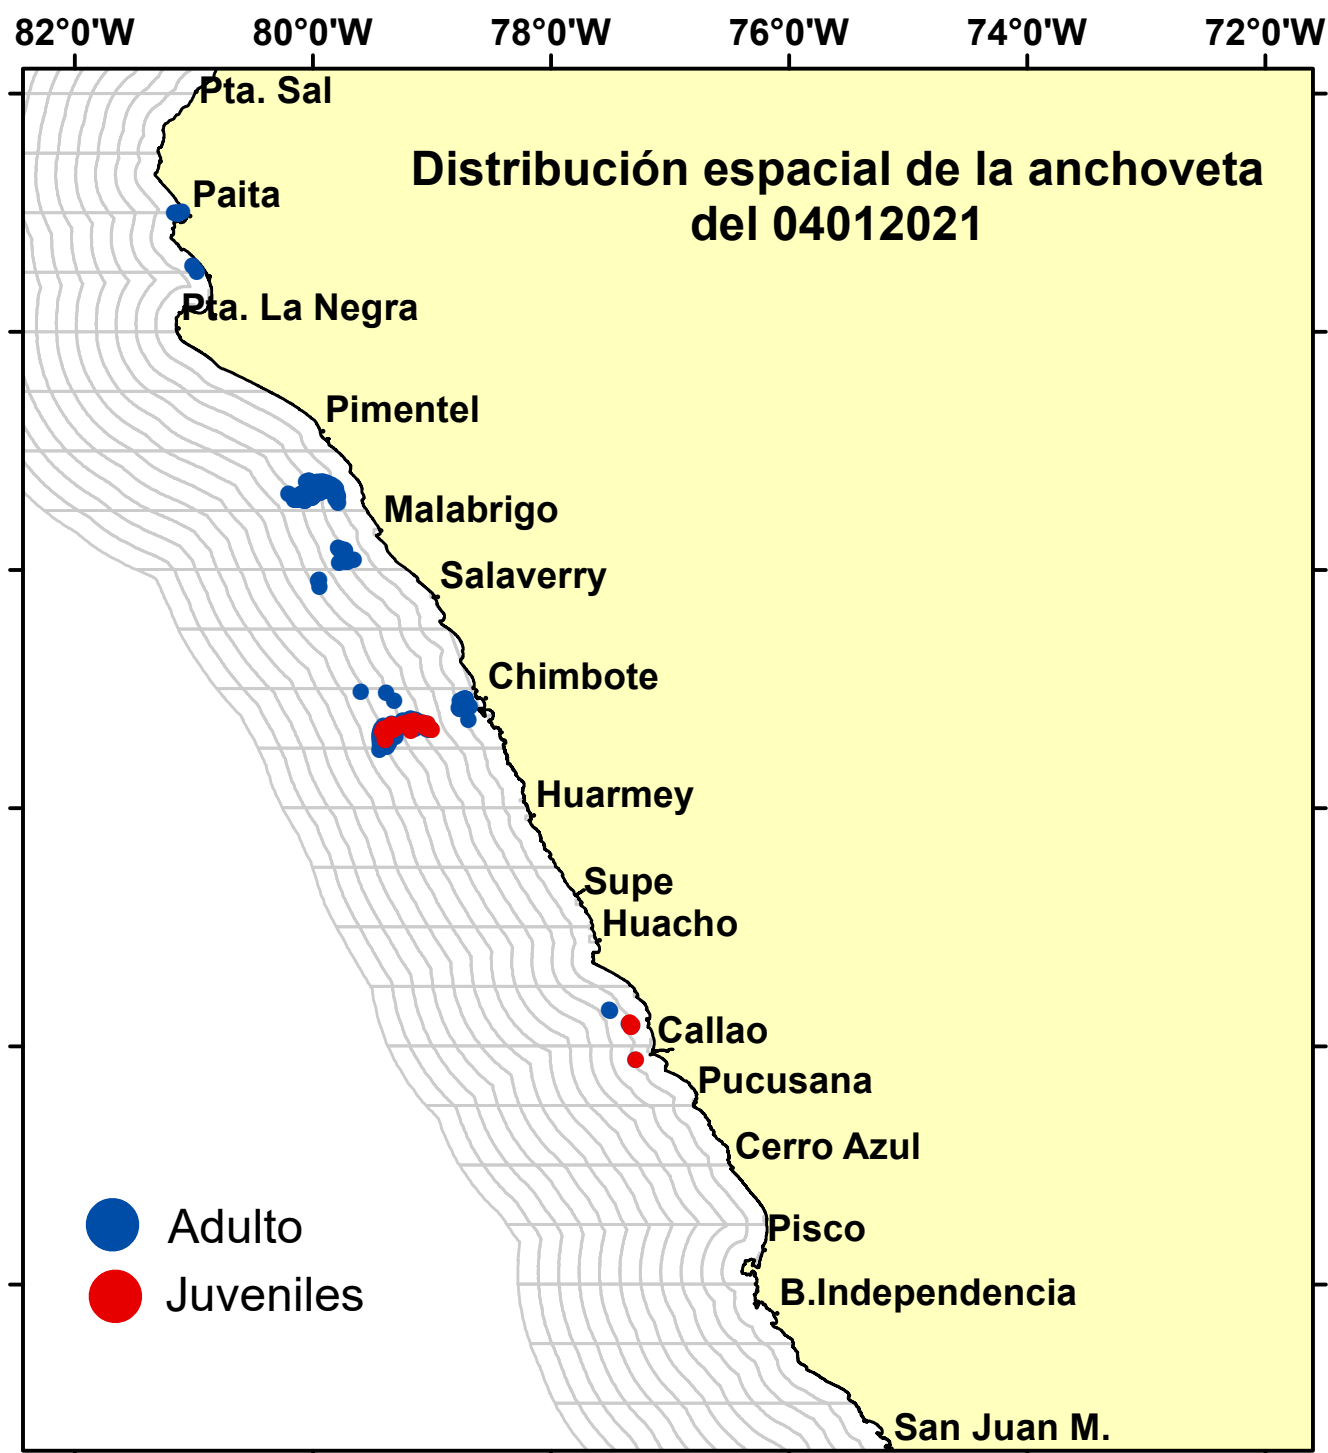 82°0'W 80°0'W 78°0'W 76°0'W 74°0'W 72°0'W
Pta. Sal
Distribución espacial de la anchoveta
del 04012021
Paita
Pta. La Negra
Pimentel
Malabrigo
Salaverry
Chimbote
Huarmey
Supe
Huacho
Callao
Pucusana
Cerro Azul
Pisco
B.Independencia
San Juan M.
Adulto
Juveniles